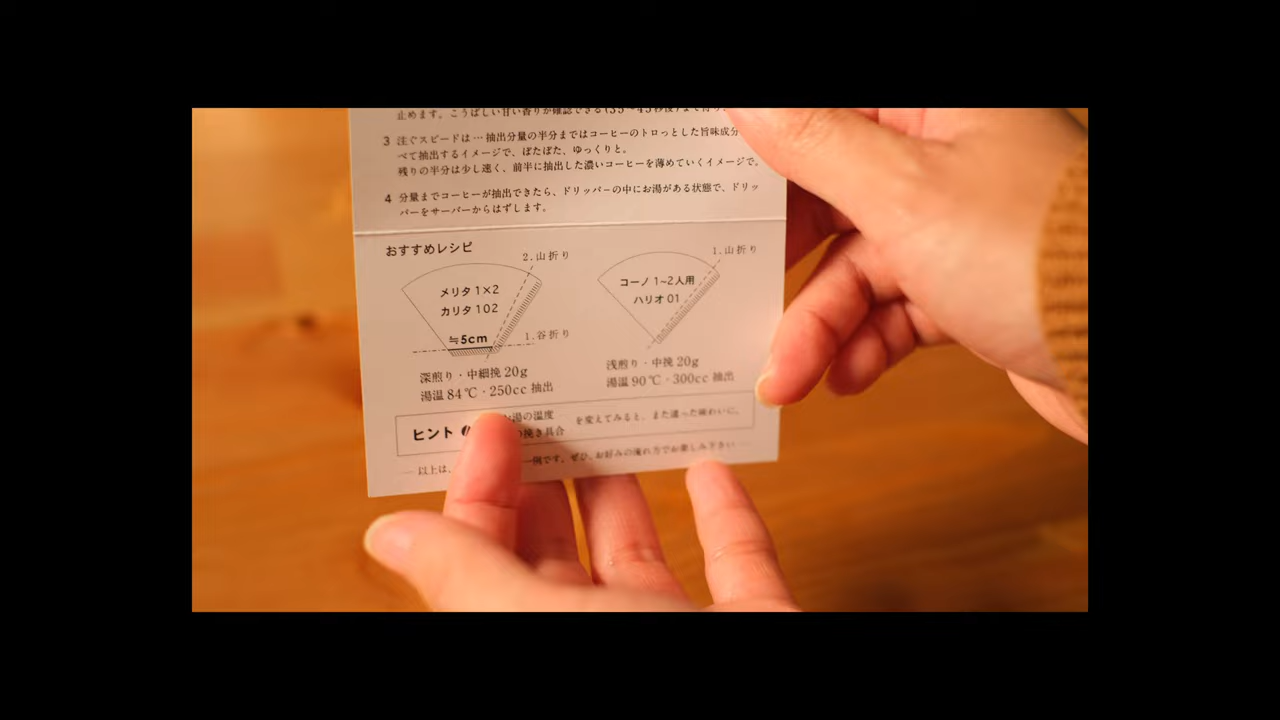 止めます。こうばしい甘い香りが確認できる(35〜45秒後)まで
3 注ぐスピードは…抽出分量の半分まではコーヒーのトロっとした旨味成分
べて抽出するイメージで、ぽたぽた、ゆっくりと。
残りの半分は少し速く、前半に抽出した濃いコーヒーを薄めていくイメージで。
4 分量までコーヒーが抽出できたら、ドリッパーの中にお湯がある状態で、ドリッ
パーをサーバーからはずします。
おすすめレシピ
2.山折り
メリタ 1×2
カリタ 102
≒5cm
1.谷折り
深煎り・中細挽 20g
湯温 84℃・250cc 抽出
1.山折り
コーノ 1~2人用
ハリオ 01
浅煎り・中挽 20g
湯温 90℃・300cc 抽出
ヒント
お湯の温度
の挽き具合
を変えてみると、また違った味わいに。
― 以上は、
一例です。ぜひ、お好みの淹れ方でお楽しみ下さい ―